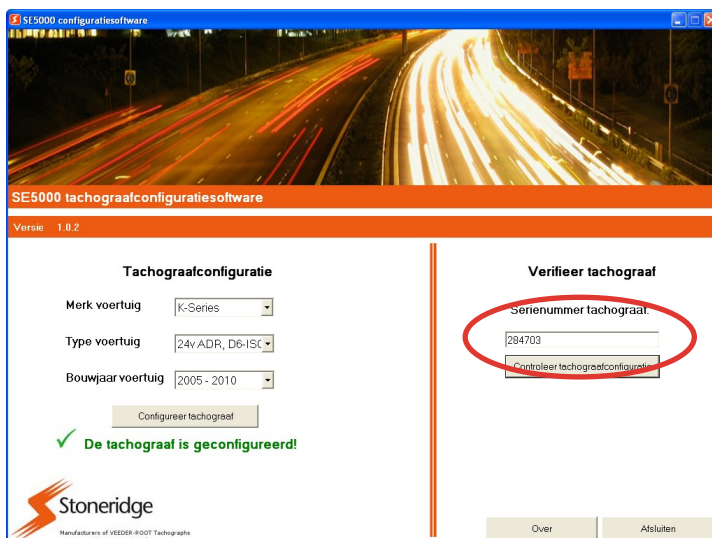 SE5000 configuratiesoftware
SE5000 tachograafconfiguratiesoftware
Versie 1.0.2
Tachograafconfiguratie
Merk voertuig
K-Series
Type voertuig
24v ADR, D6-ISC
Bouwjaar voertuig
2005 - 2010
Configureer tachograaf
De tachograaf is geconfigureerd!
Stoneridge
Manufacturers of VEEDER-ROOT Tachographs
Verifieer tachograaf
Serienummer tachograaf:
284703
Controleer tachograafconfiguratie
Over
Afsluiten